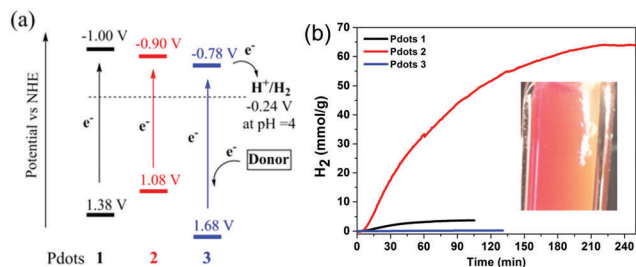 (a)
Potential vs NHE
-1.00 V
-0.90 V
-0.78 V
e-
H+/H2
-0.24 V
at pH =4
e-
e-
e-
e-
Donor
1.38 V
1.08 V
1.68 V
Pdots 1 2 3
(b)
H2 (mmol/g)
70
60
50
40
30
20
10
0
Pdots 1
Pdots 2
Pdots 3
0 30 60 90 120 150 180 210 240
Time (min)